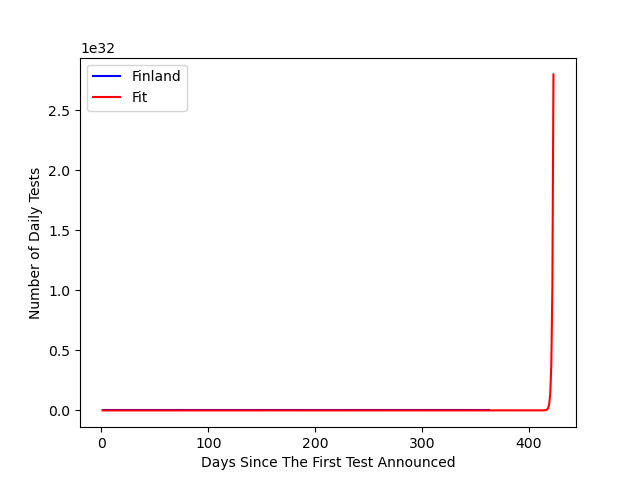 1e32
Finland
Fit
2.5
2.0
1.5
1.0
0.5
0.0
Number of Daily Tests
0
100
200
300
400
Days Since The First Test Announced